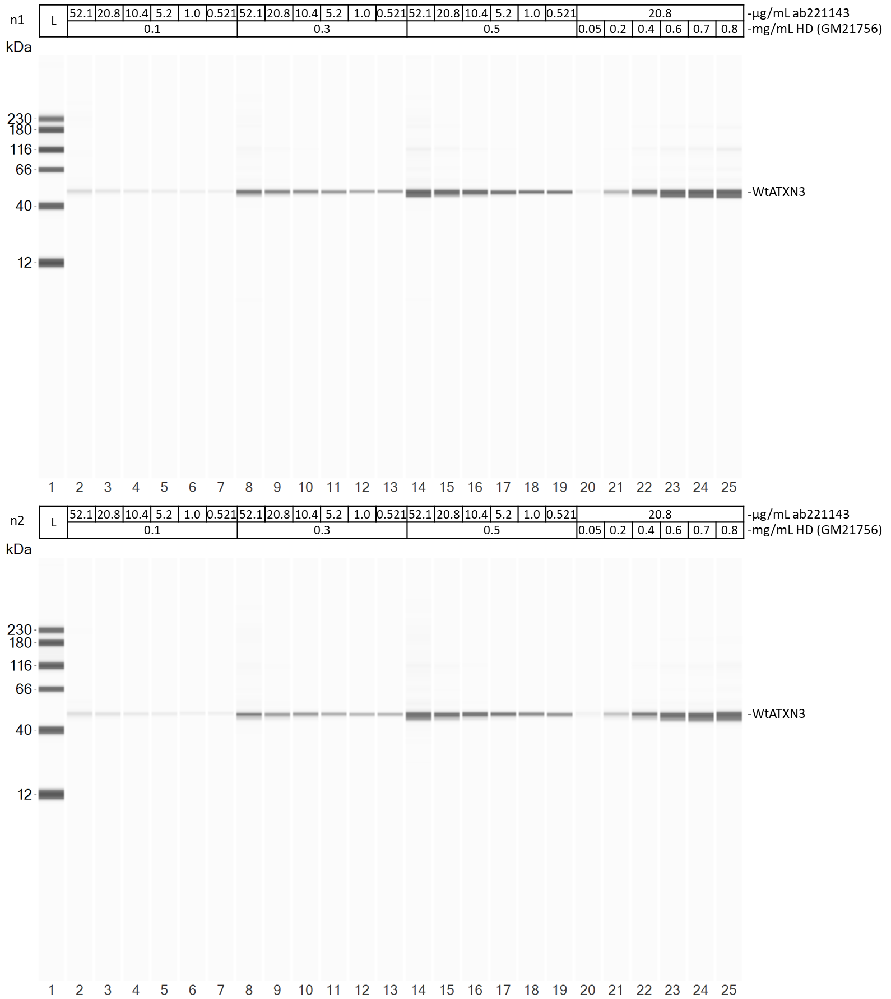 n1 L 52.1 20.8 10.4 5.2 1.0 0.521 52.1 20.8 10.4 5.2 1.0 0.521 52.1 20.8 10.4 5.2 1.0 0.521 20.8 -µg/mL ab221143
0.1 0.3 0.5 0.05 0.2 0.4 0.6 0.7 0.8 -mg/mL HD (GM21756)
kDa
230-
180-
116-
66-
-WtATXN3
40-
12-
1 2 3 4 5 6 7 8 9 10 11 12 13 14 15 16 17 18 19 20 21 22 23 24 25
n2 L 52.1 20.8 10.4 5.2 1.0 0.521 52.1 20.8 10.4 5.2 1.0 0.521 52.1 20.8 10.4 5.2 1.0 0.521 20.8 -µg/mL ab221143
0.1 0.3 0.5 0.05 0.2 0.4 0.6 0.7 0.8 -mg/mL HD (GM21756)
kDa
230-
180-
116-
66-
-WtATXN3
40-
12-
1 2 3 4 5 6 7 8 9 10 11 12 13 14 15 16 17 18 19 20 21 22 23 24 25